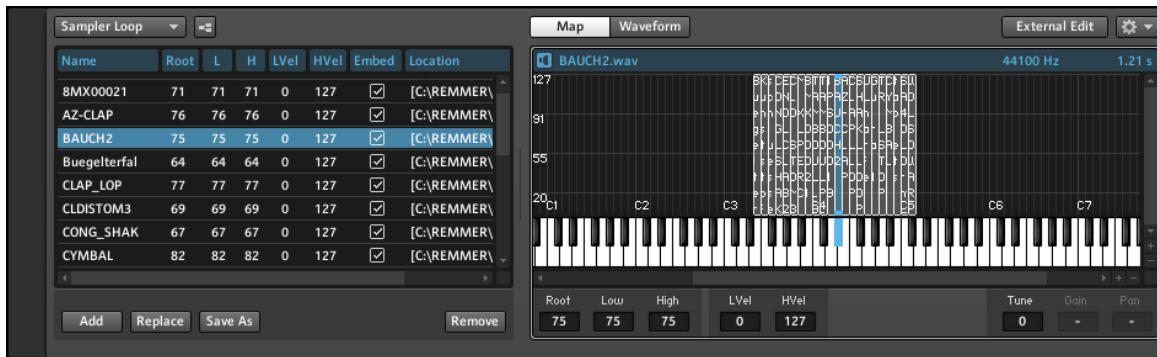 Sampler Loop
Map Waveform
External Edit
Name Root L H LVel HVel Embed Location
8MX00021 71 71 71 0 127 [C:\REMMER\
AZ-CLAP 76 76 76 0 127 [C:\REMMER\
BAUCH2 75 75 75 0 127 [C:\REMMER\
Buegelterfal 64 64 64 0 127 [C:\REMMER\
CLAP_LOP 77 77 77 0 127 [C:\REMMER\
CLDISTOM3 69 69 69 0 127 [C:\REMMER\
CONG_SHAK 67 67 67 0 127 [C:\REMMER\
CYMBAL 82 82 82 0 127 [C:\REMMER\
Add Replace Save As Remove
BAUCH2.wav 44100 Hz 1.21 s
127
91
55
20
C1 C2 C3 C6 C7
Root Low High LVel HVel Tune Gain Pan
75 75 75 0 127 0 - -